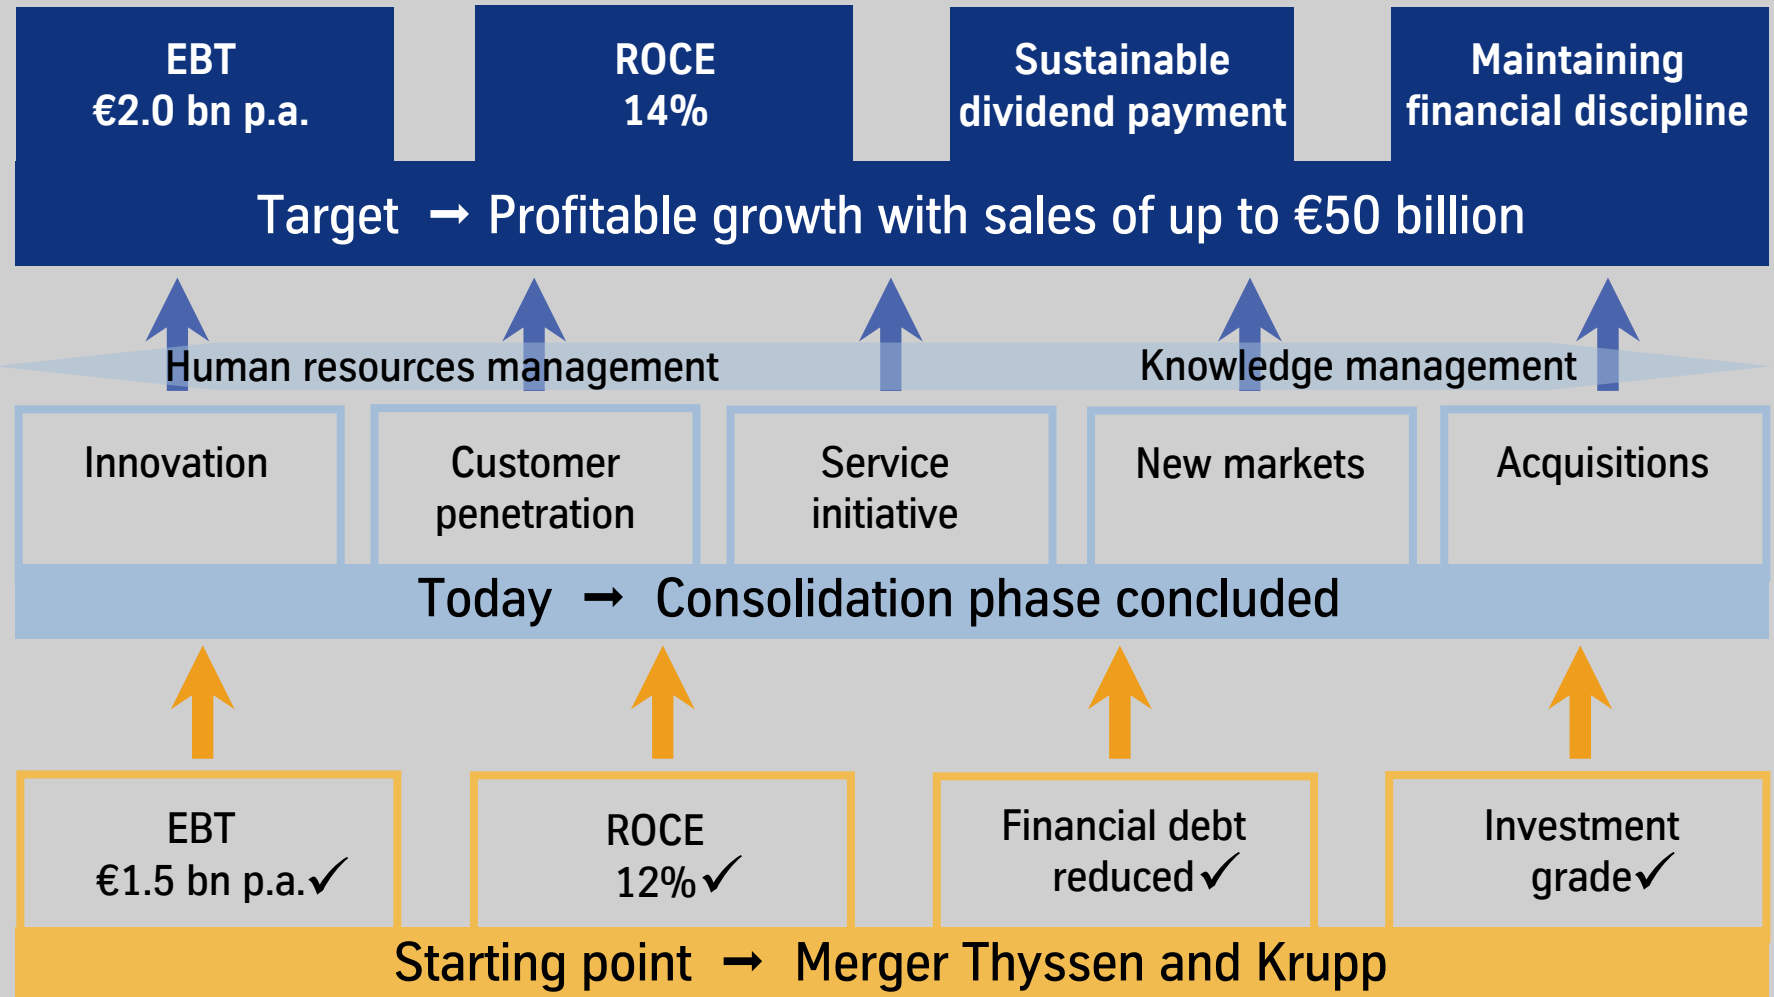 EBT
€2.0 bn p.a.
ROCE
14%
Sustainable
dividend payment
Maintaining
financial discipline
Target → Profitable growth with sales of up to €50 billion
Human resources management
Knowledge management
Innovation
Customer
penetration
Service
initiative
New markets
Acquisitions
Today → Consolidation phase concluded
EBT
€1.5 bn p.a.✓
ROCE
12%✓
Financial debt
reduced✓
Investment
grade✓
Starting point → Merger Thyssen and Krupp